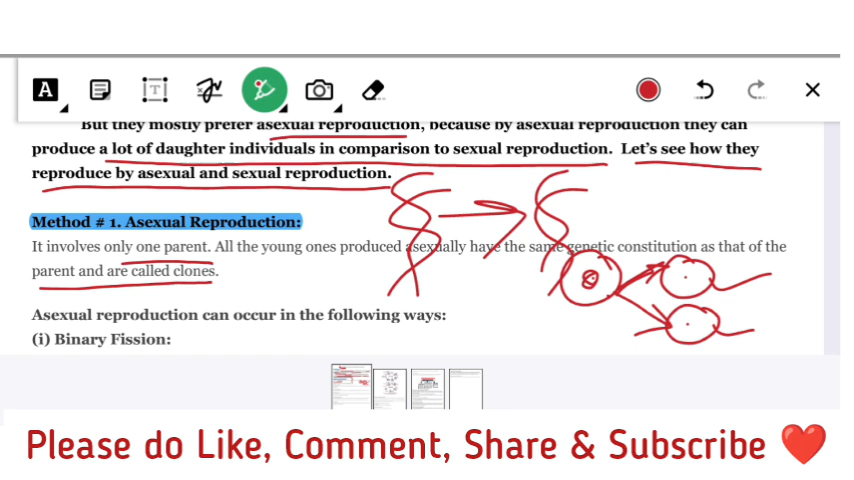 A
T
But they mostly prefer asexual reproduction, because by asexual reproduction they can
produce a lot of daughter individuals in comparison to sexual reproduction. Let's see how they
reproduce by asexual and sexual reproduction.
Method # 1. Asexual Reproduction:
It involves only one parent. All the young ones produced asexually have the same genetic constitution as that of the
parent and are called clones.
Asexual reproduction can occur in the following ways:
(i) Binary Fission:
Please do Like, Comment, Share & Subscribe ❤️